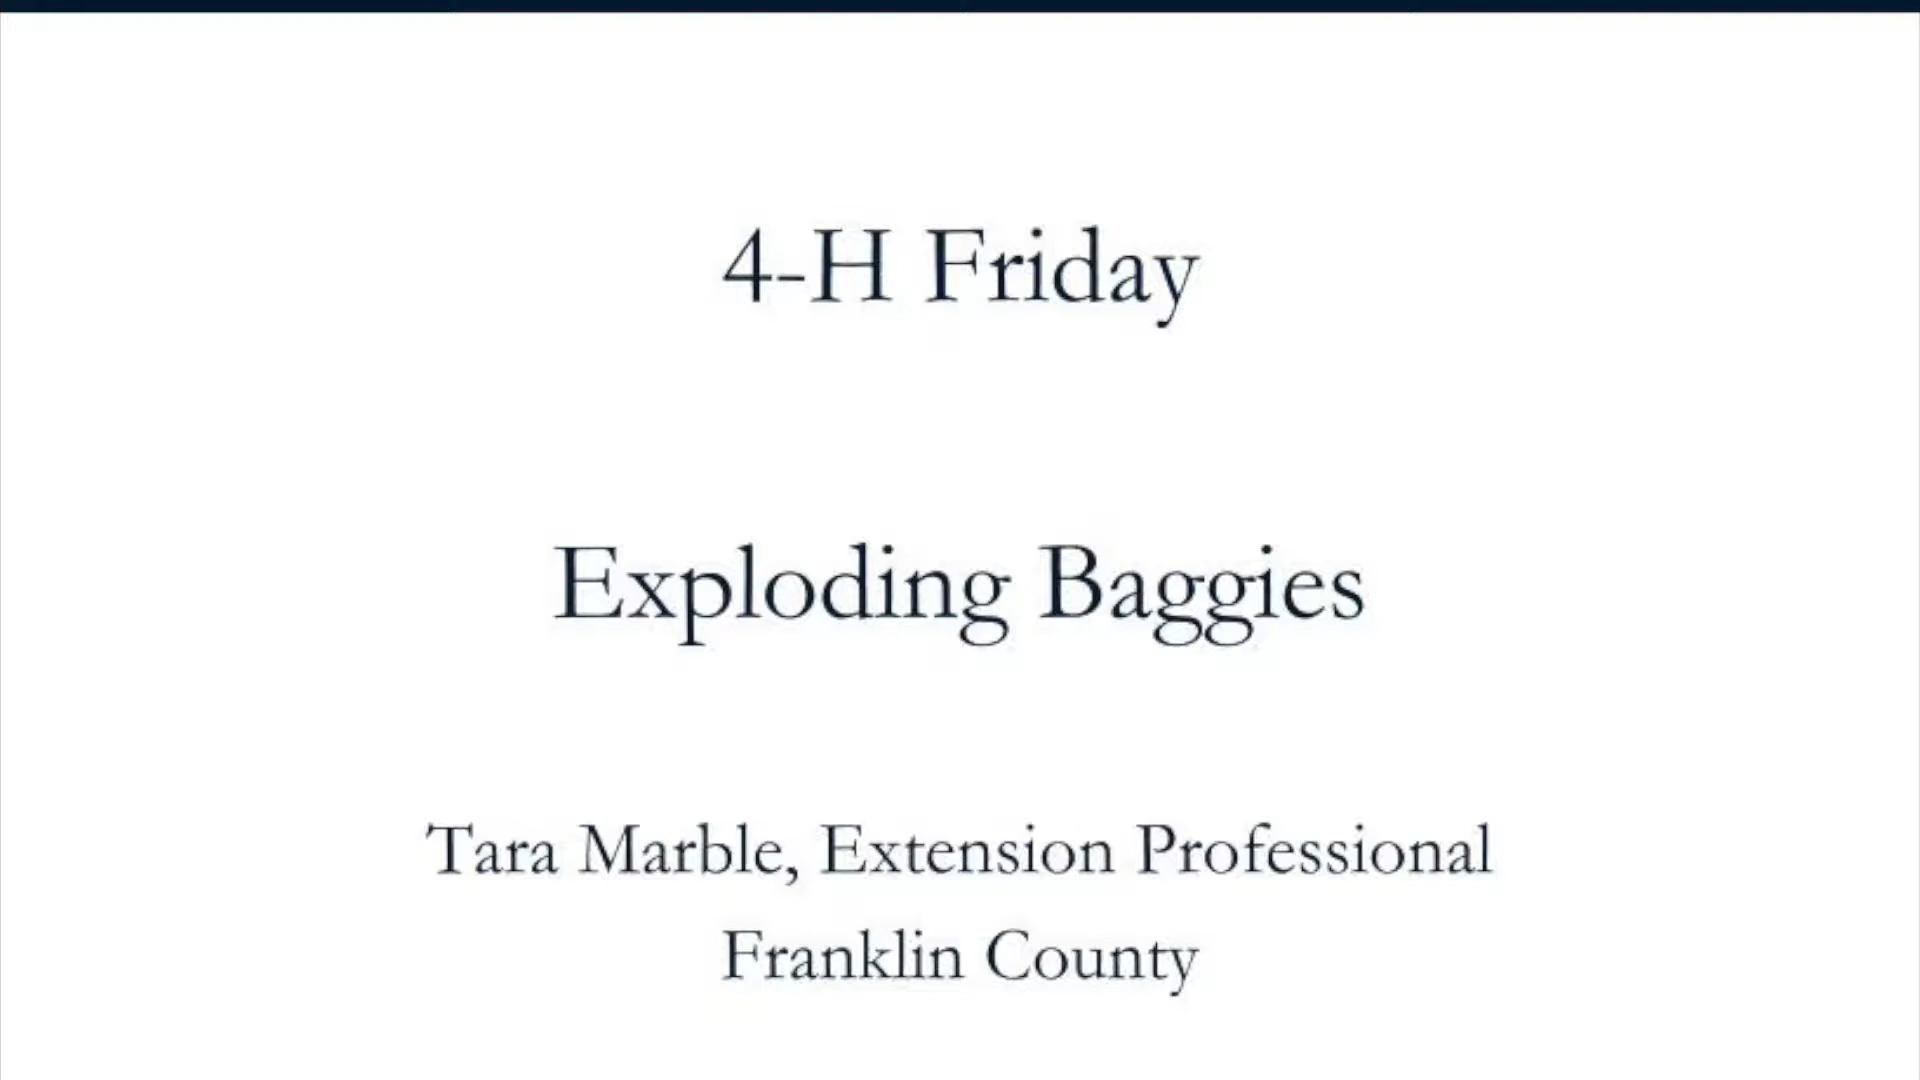 4-H Friday
Exploding Baggies
Tara Marble, Extension Professional
Franklin County